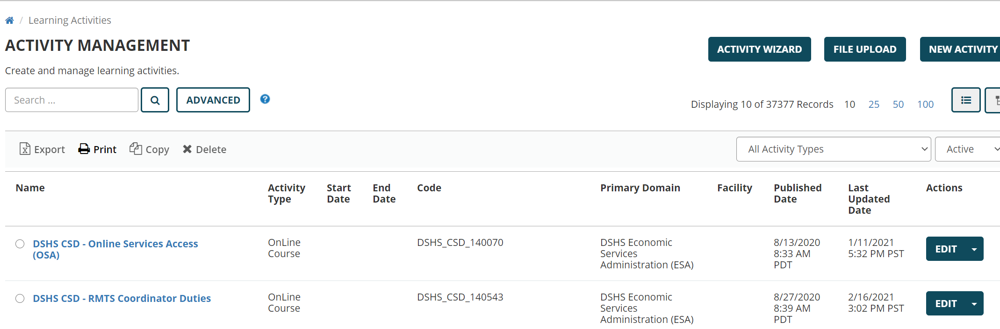 / Learning Activities
ACTIVITY MANAGEMENT
ACTIVITY WIZARD FILE UPLOAD NEW ACTIVITY
Create and manage learning activities.
Search ... ADVANCED ?
Displaying 10 of 37377 Records 10 25 50 100
Export Print Copy Delete All Activity Types Active
Name Activity Type Start Date End Date Code Primary Domain Facility Published Date Last Updated Date Actions
DSHS CSD - Online Services Access
(OSA)
OnLine
Course
DSHS_CSD_140070
DSHS Economic
Services
Administration (ESA)
8/13/2020
8:33 AM
PDT
1/11/2021
5:32 PM PST
EDIT
DSHS CSD - RMTS Coordinator Duties
OnLine
Course
DSHS_CSD_140543
DSHS Economic
Services
Administration (ESA)
8/27/2020
8:39 AM
PDT
2/16/2021
3:02 PM PST
EDIT